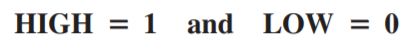 HIGH = 1 and LOW = 0